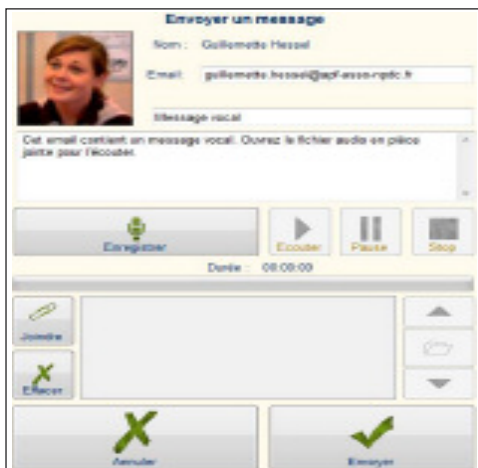 Envoyer un message
Nom : Guillemette Hessel
Email: guillemette.hessel@apf-asso-npdc.fr
Message vocal
Cet email contient un message vocal. Ouvrez le fichier audio en pièce
jointe pour l'écouter.
Enregistrer
Ecouter
Pause
Stop
Durée : 00:00:00
Joindre
Effacer
Annuler
Envoyer